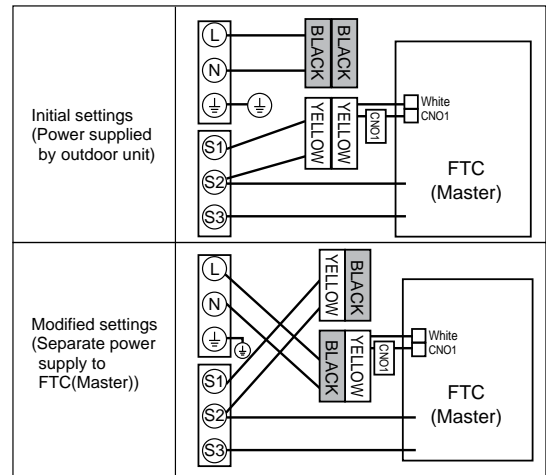 Initial settings
(Power supplied
by outdoor unit)
L
N
S1
S2
S3
BLACK
BLACK
YELLOW
YELLOW
CNO1
White
CNO1
FTC
(Master)
Modified settings
(Separate power
supply to
FTC(Master))
L
N
S1
S2
S3
YELLOW
BLACK
BLACK
YELLOW
CNO1
White
CNO1
FTC
(Master)